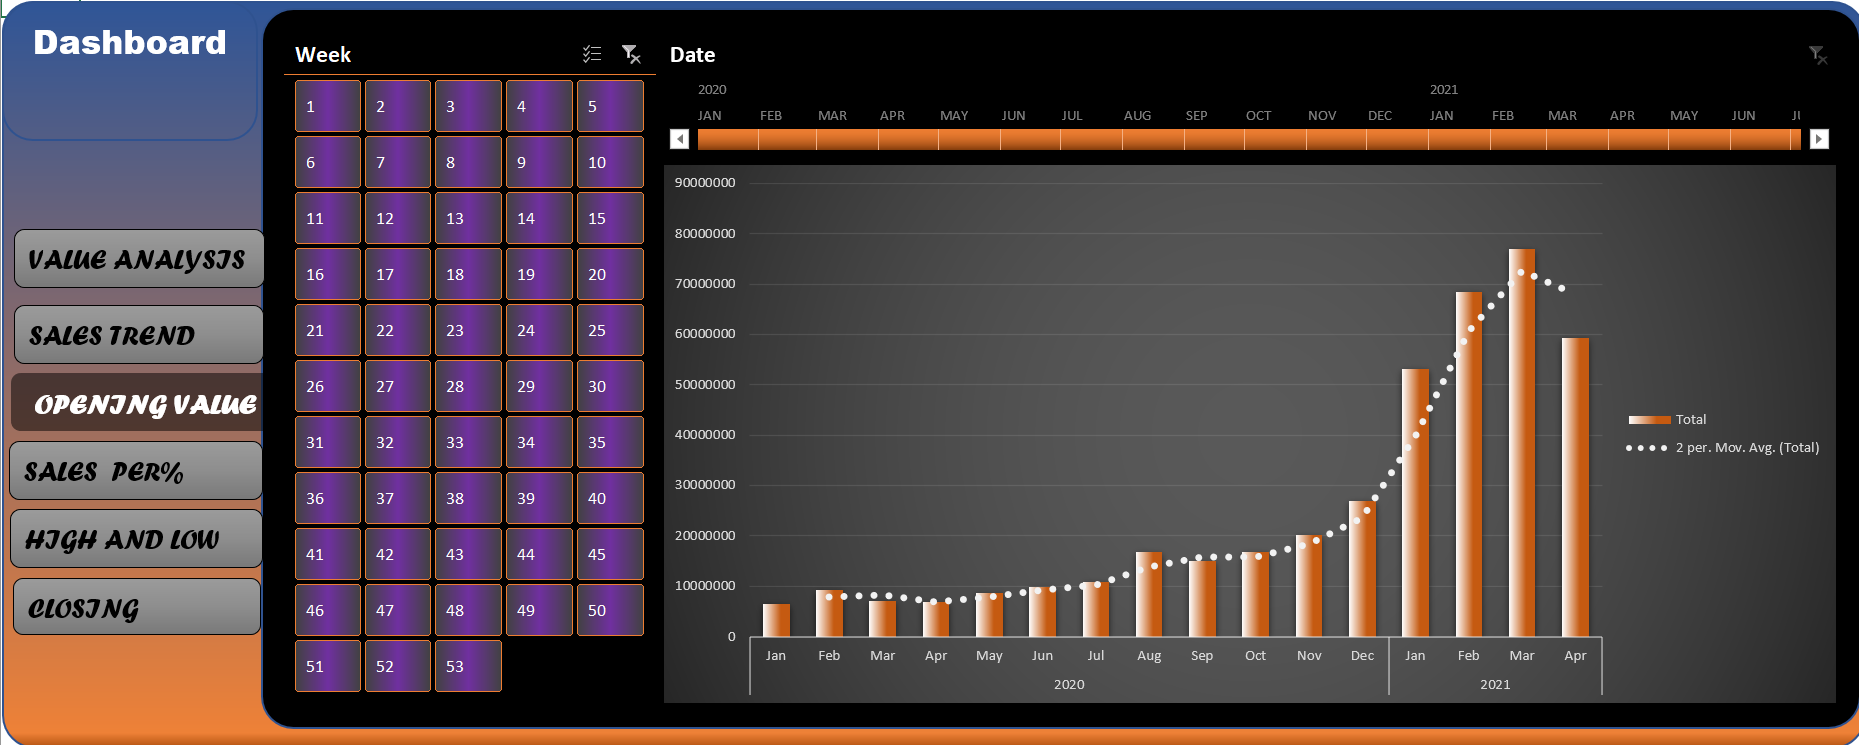 Dashboard
VALUE ANALYSIS
SALES TREND
OPENING VALUE
SALES PER%
HIGH AND LOW
CLOSING
Week
1 2 3 4 5
6 7 8 9 10
11 12 13 14 15
16 17 18 19 20
21 22 23 24 25
26 27 28 29 30
31 32 33 34 35
36 37 38 39 40
41 42 43 44 45
46 47 48 49 50
51 52 53
Date
2020 2021
JAN FEB MAR APR MAY JUN JUL AUG SEP OCT NOV DEC JAN FEB MAR APR MAY JUN
90000000
80000000
70000000
60000000
50000000
40000000
30000000
20000000
10000000
0
Jan Feb Mar Apr May Jun Jul Aug Sep Oct Nov Dec Jan Feb Mar Apr
2020 2021
Total
2 per. Mov. Avg. (Total)